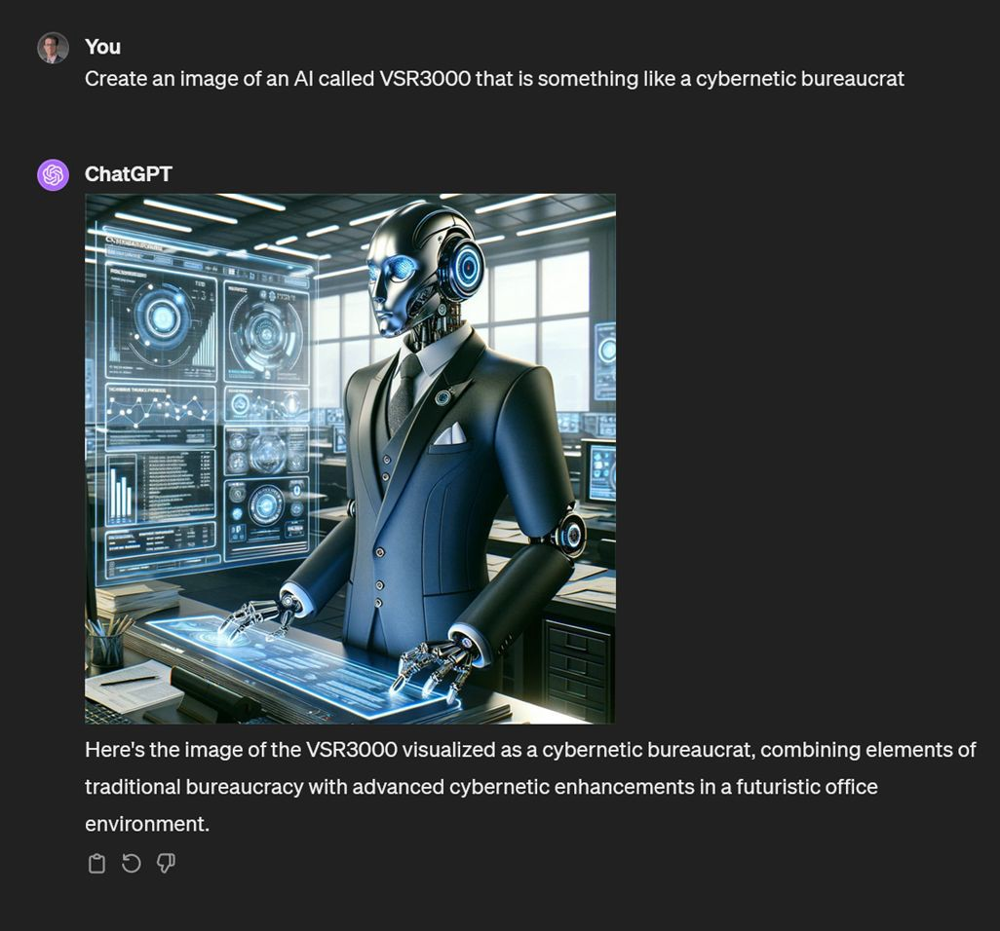 You
Create an image of an AI called VSR3000 that is something like a cybernetic bureaucrat
ChatGPT
Here's the image of the VSR3000 visualized as a cybernetic bureaucrat, combining elements of
traditional bureaucracy with advanced cybernetic enhancements in a futuristic office
environment.